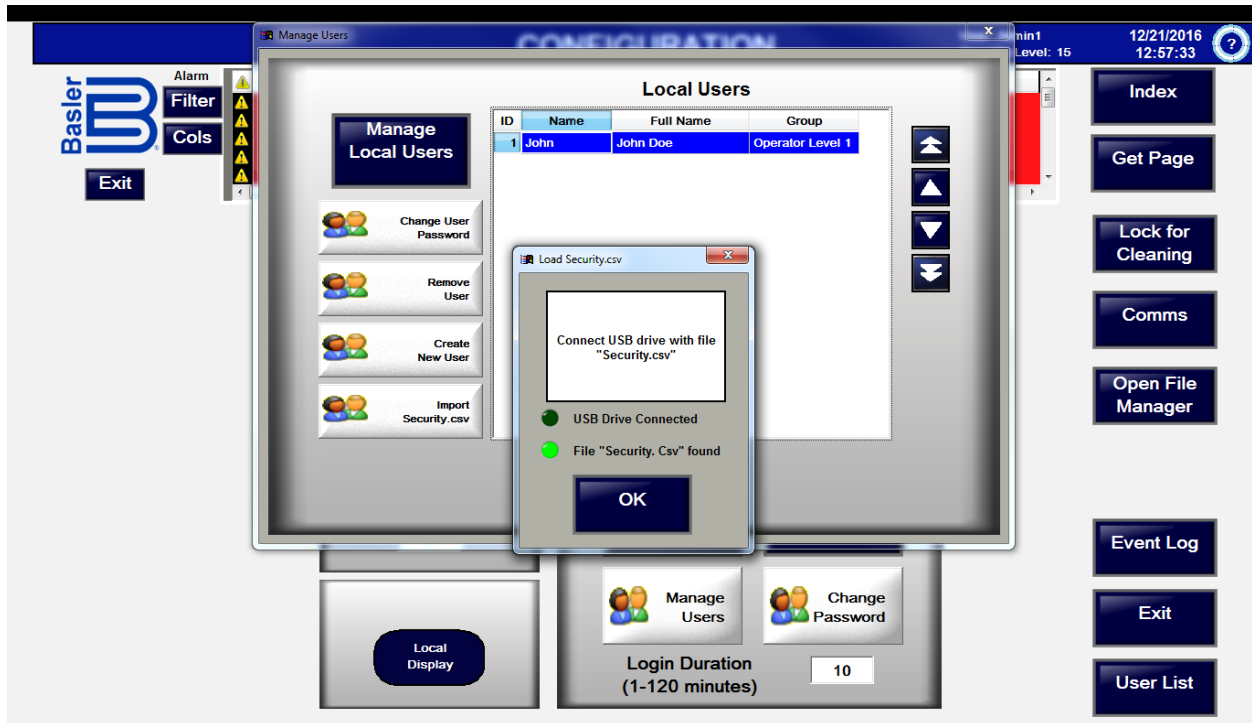 Manage Users
x
CONFIGURATION
min1
Level: 15
12/21/2016
12:57:33
?
Basler
Alarm
Filter
Cols
Exit
Local Users
Manage
Local Users
ID Name Full Name Group
1 John John Doe Operator Level 1
Change User
Password
Remove
User
Create
New User
Import
Security.csv
Load Security.csv
x
Connect USB drive with file
"Security.csv"
USB Drive Connected
File "Security. Csv" found
OK
Manage
Users
Change
Password
Login Duration
(1-120 minutes)
10
Local
Display
Index
Get Page
Lock for
Cleaning
Comms
Open File
Manager
Event Log
Exit
User List